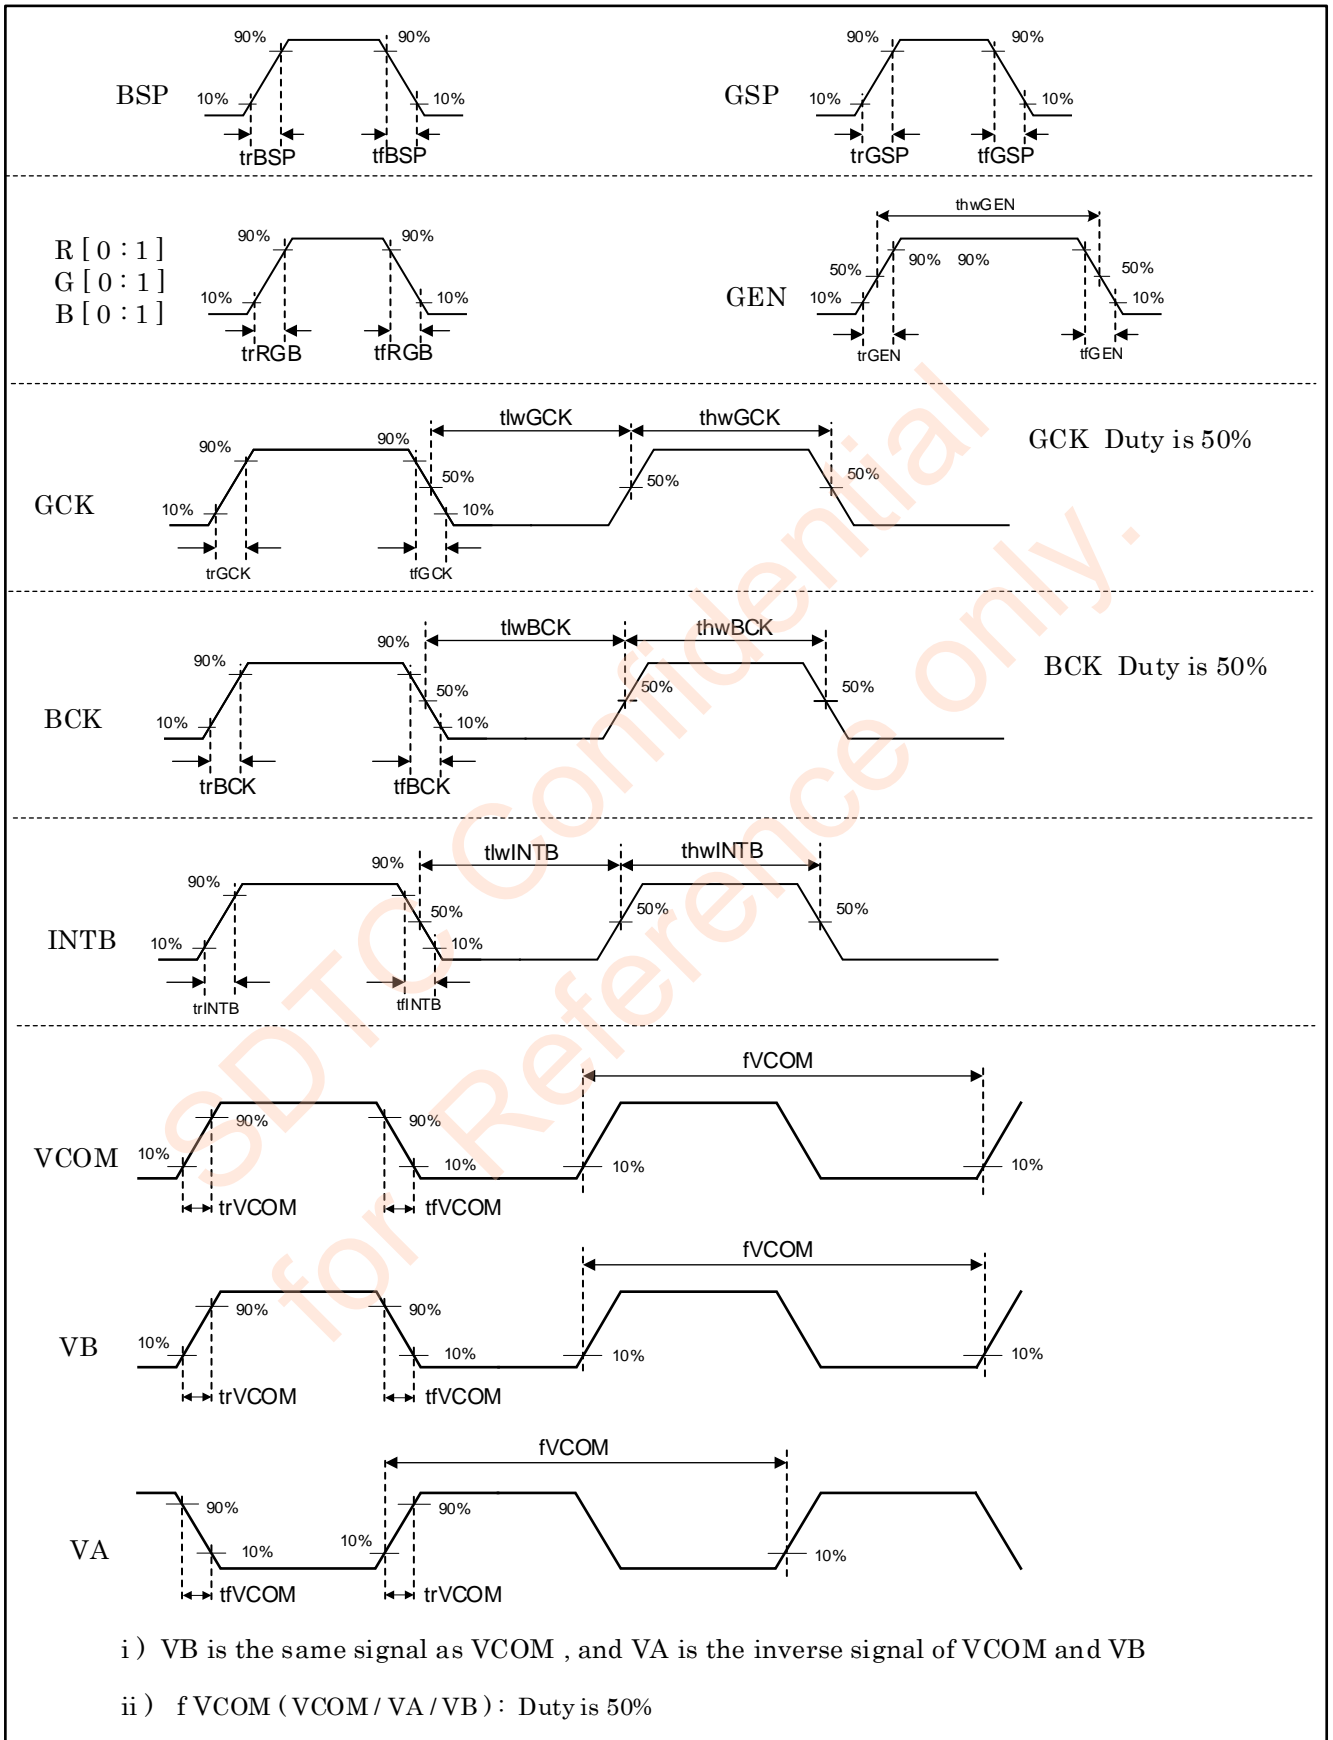 90% 90%
BSP 10% 10%
trBSP tfBSP
90% 90%
GSP 10% 10%
trGSP tfGSP
R [ 0 : 1 ]
G [ 0 : 1 ]
B [ 0 : 1 ]
90% 90%
10% 10%
trRGB tfRGB
thwGEN
50% 90% 90% 50%
GEN 10% 10%
trGEN tfGEN
tlwGCK thwGCK
GCK Duty is 50%
90% 90%
50% 50% 50%
GCK 10% 10%
trGCK tfGCK
tlwBCK thwBCK
BCK Duty is 50%
90% 90%
50% 50% 50%
BCK 10% 10%
trBCK tfBCK
tlwINTB thwINTB
90% 90%
50% 50% 50%
INTB 10% 10%
trINTB tfINTB
fVCOM
90% 90%
VCOM 10% 10% 10% 10%
trVCOM tfVCOM
fVCOM
90% 90%
VB 10% 10% 10% 10%
trVCOM tfVCOM
fVCOM
90% 90%
VA 10% 10% 10%
tfVCOM trVCOM
i ) VB is the same signal as VCOM , and VA is the inverse signal of VCOM and VB
ii ) f VCOM ( VCOM / VA / VB ) : Duty is 50%
SDTC Confidential
for Reference only.